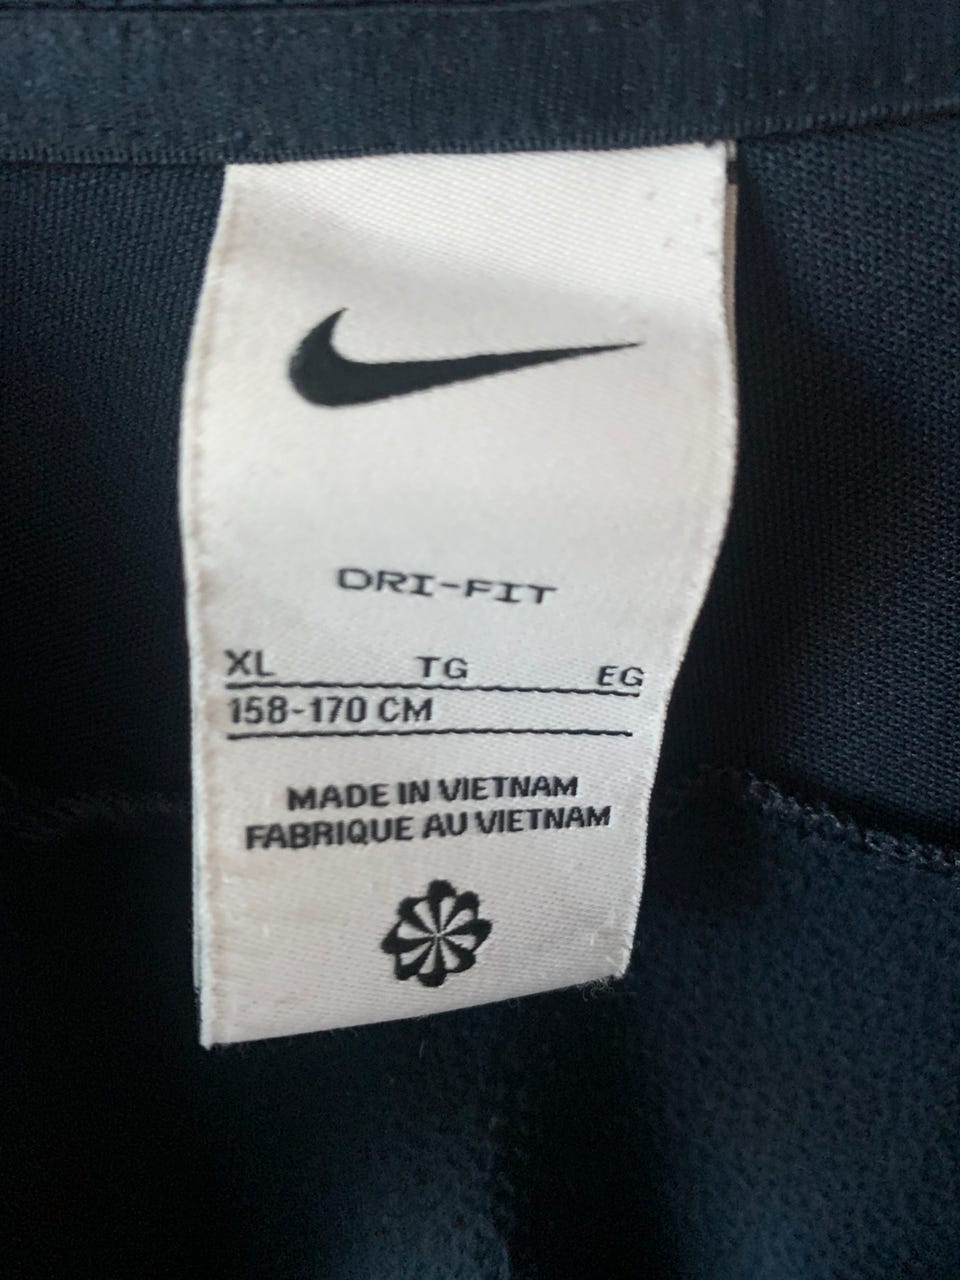 DRI-FIT
XL TG EG
158-170 CM
MADE IN VIETNAM
FABRIQUE AU VIETNAM